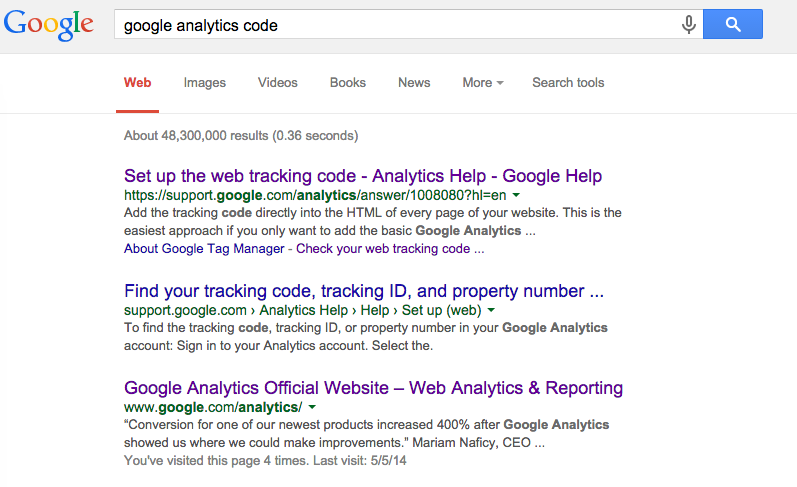 Google
google analytics code
Web Images Videos Books News More Search tools
About 48,300,000 results (0.36 seconds)
Set up the web tracking code - Analytics Help - Google Help
https://support.google.com/analytics/answer/1008080?hl=en
Add the tracking code directly into the HTML of every page of your website. This is the
easiest approach if you only want to add the basic Google Analytics ...
About Google Tag Manager - Check your web tracking code ...
Find your tracking code, tracking ID, and property number ...
support.google.com › Analytics Help › Help › Set up (web)
To find the tracking code, tracking ID, or property number in your Google Analytics
account: Sign in to your Analytics account. Select the.
Google Analytics Official Website – Web Analytics & Reporting
www.google.com/analytics/
“Conversion for one of our newest products increased 400% after Google Analytics
showed us where we could make improvements.” Mariam Naficy, CEO ...
You've visited this page 4 times. Last visit: 5/5/14